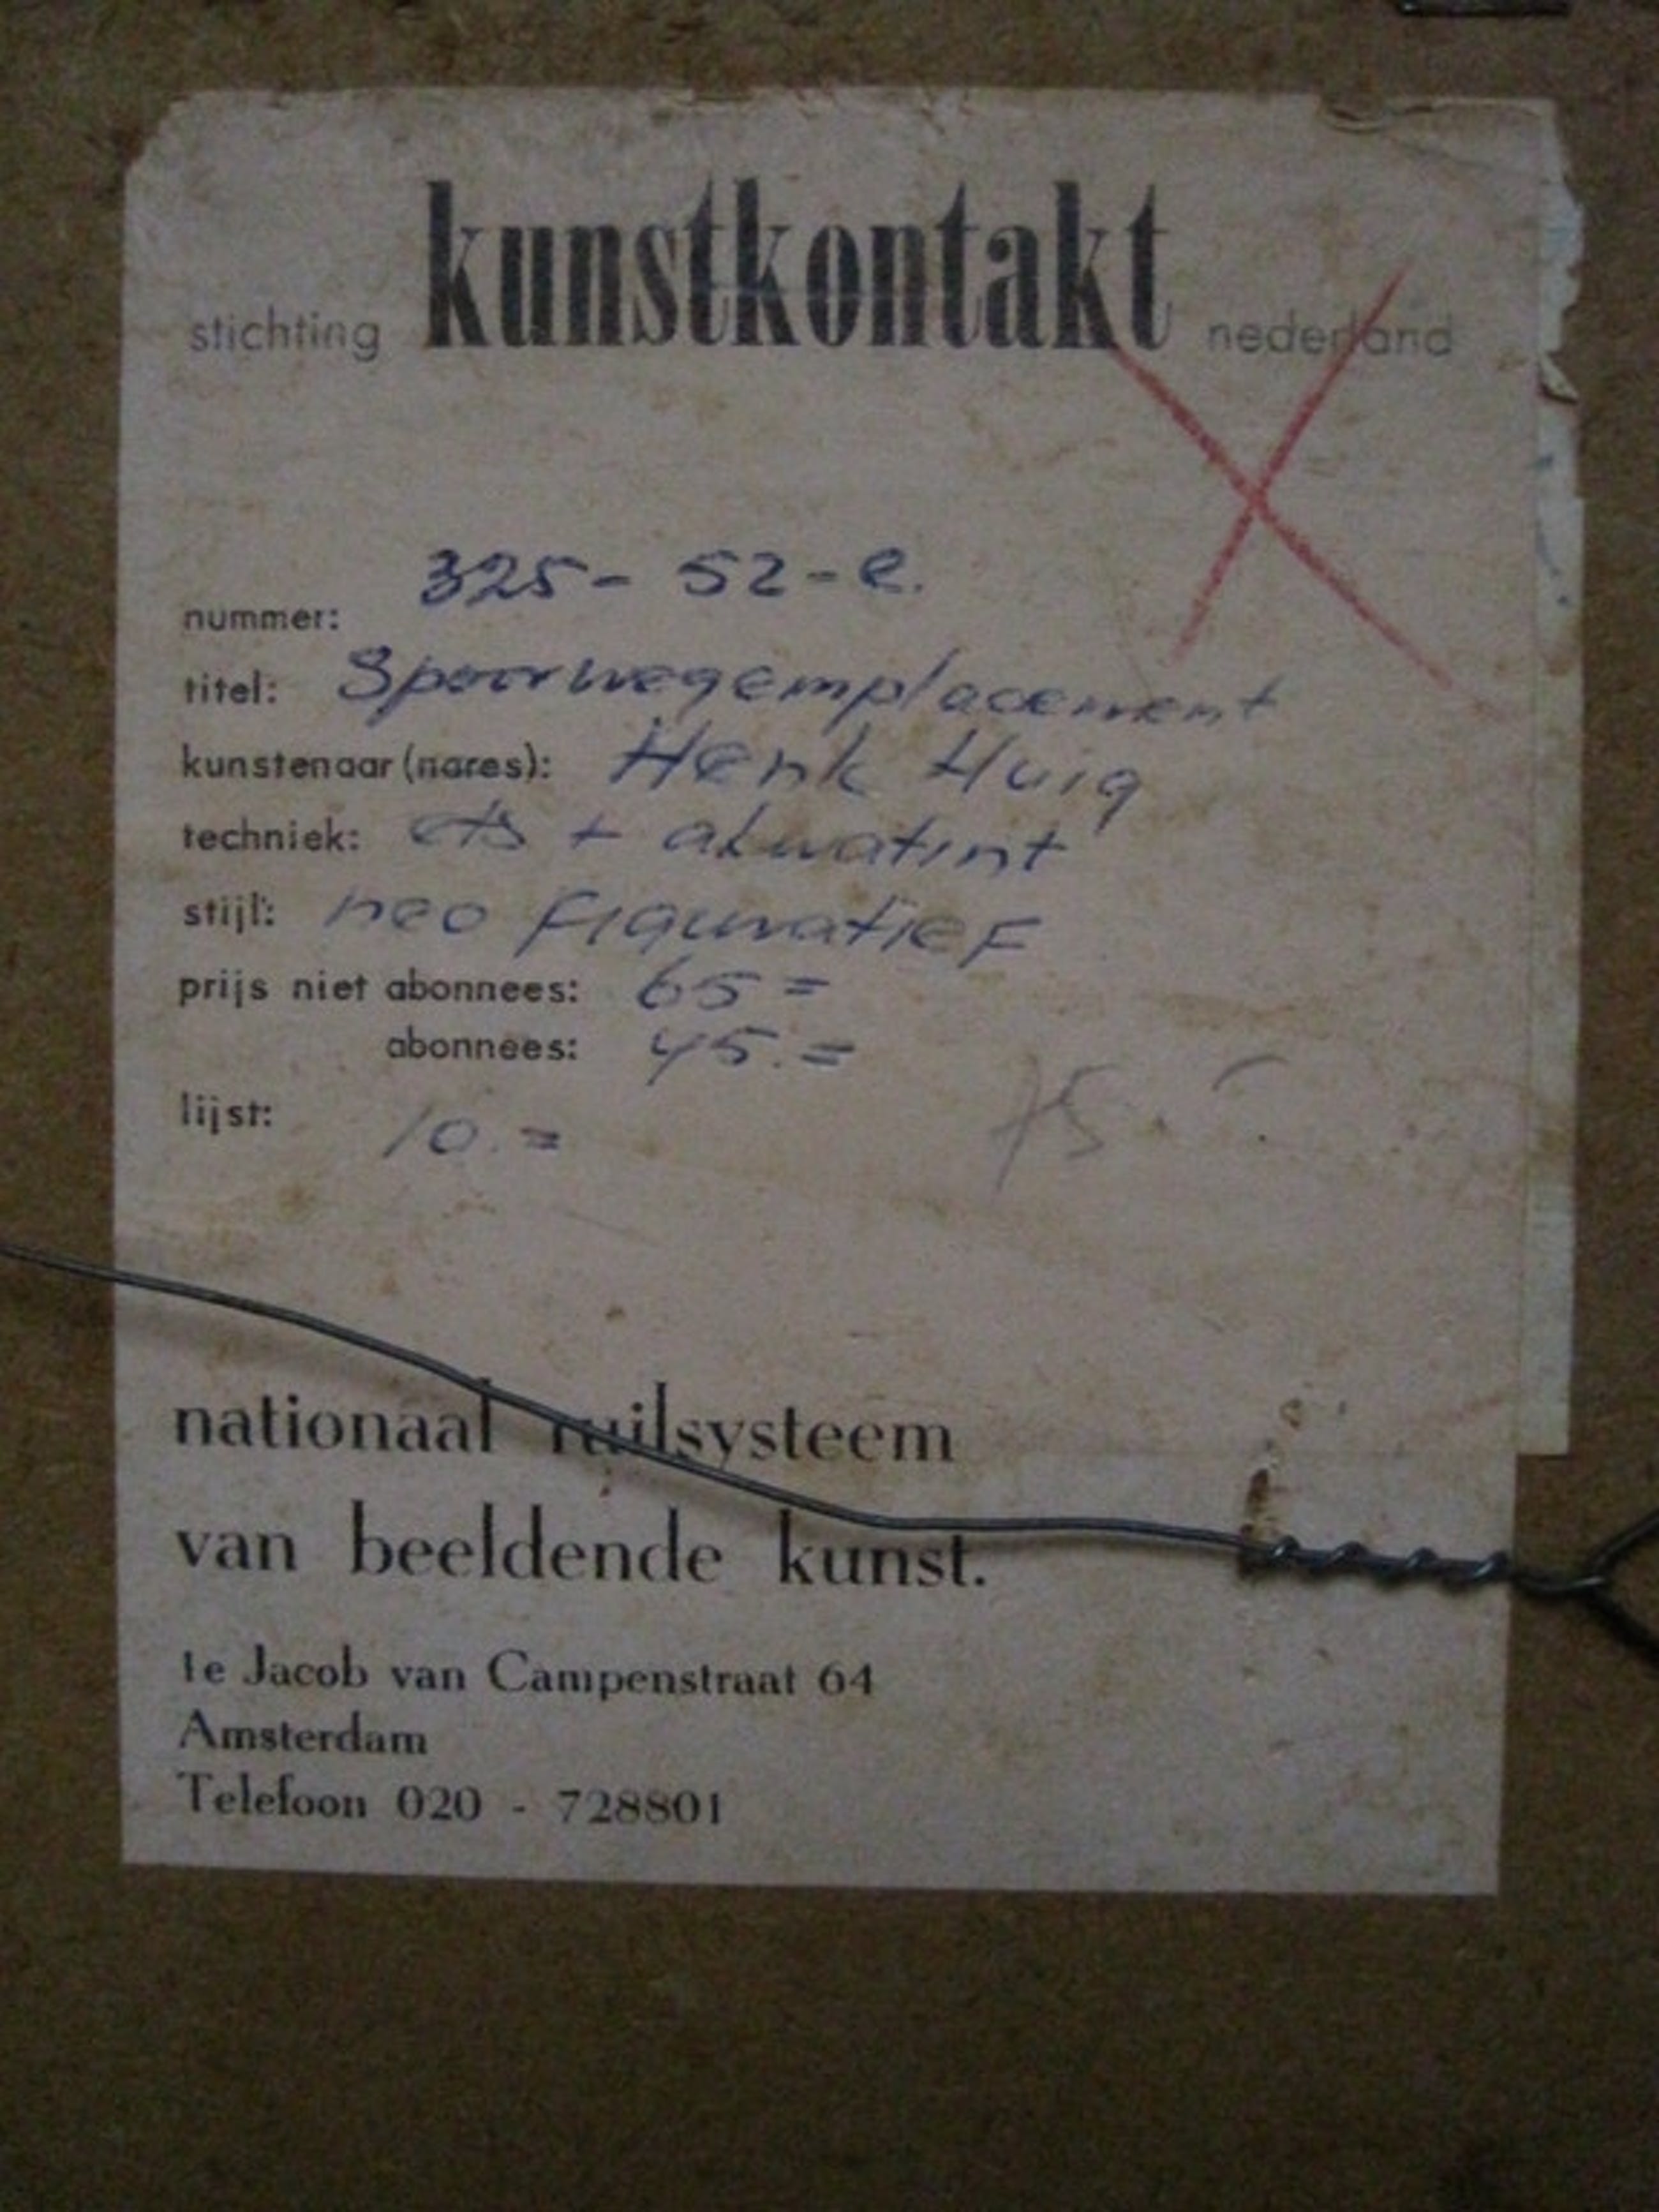 stichting kunstkontakt nederland
nummer: 325 - 52 - e.
titel: Spoorwegemplacement
kunstenaar (nares): Henk Huig
techniek: ets + akwatint
stijl: neo figuratief
prijs niet abonnees: 65 =
abonnees: 45. =
lijst: 10. =
75.-
nationaal ruilsysteem
van beeldende kunst.
1e Jacob van Campenstraat 64
Amsterdam
Telefoon 020 - 728801